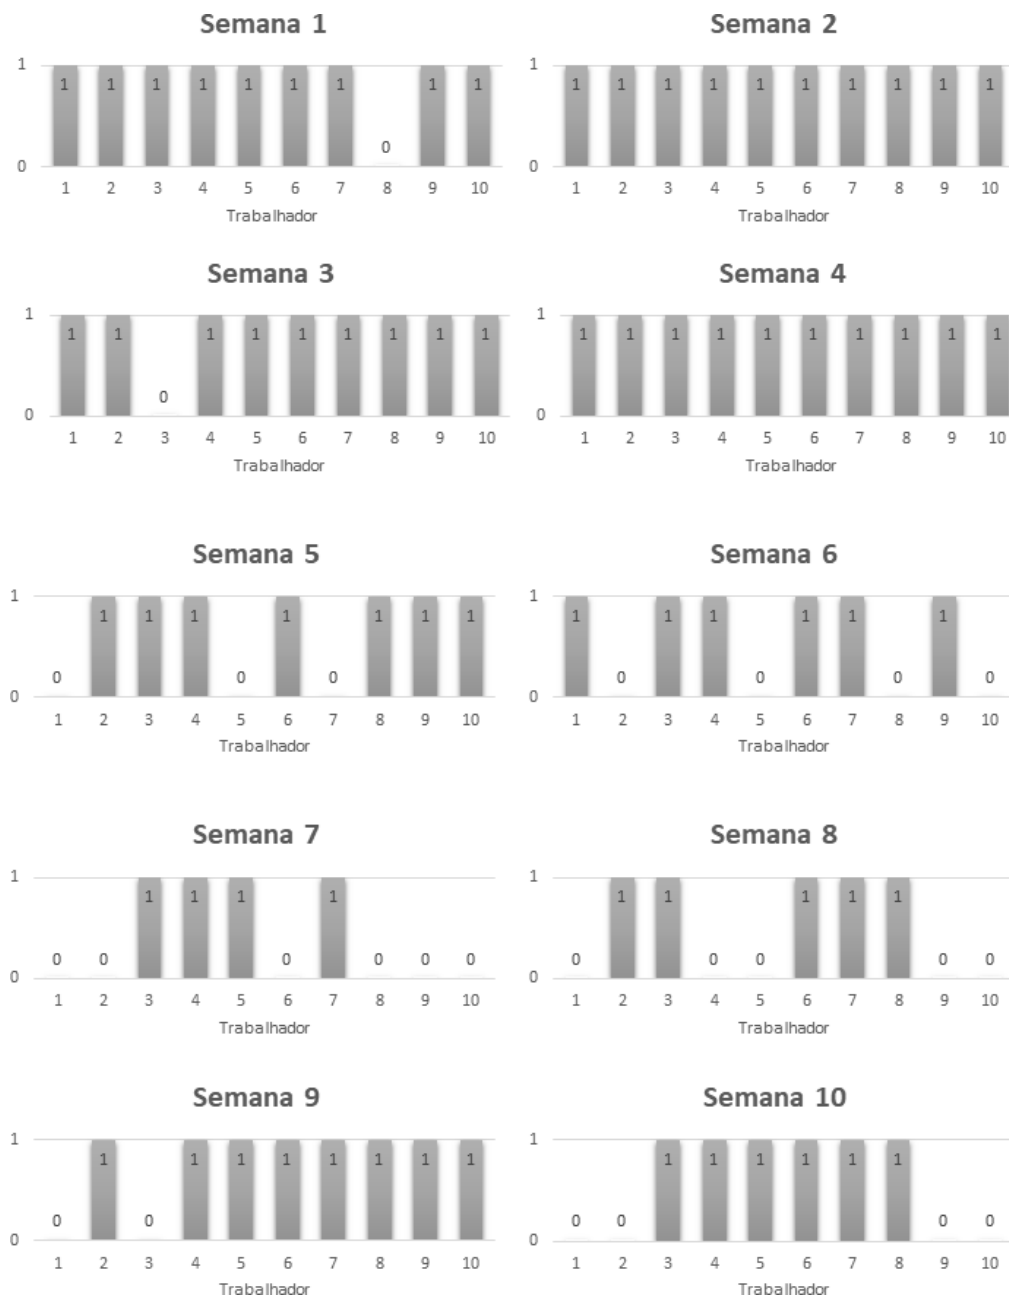 Semana 1
1
1 1 1 1 1 1 1 0 1 1
0
1 2 3 4 5 6 7 8 9 10
Trabalhador
Semana 2
1
1 1 1 1 1 1 1 1 1 1
0
1 2 3 4 5 6 7 8 9 10
Trabalhador
Semana 3
1
1 1 0 1 1 1 1 1 1 1
0
1 2 3 4 5 6 7 8 9 10
Trabalhador
Semana 4
1
1 1 1 1 1 1 1 1 1 1
0
1 2 3 4 5 6 7 8 9 10
Trabalhador
Semana 5
1
0 1 1 1 0 1 0 1 1 1
0
1 2 3 4 5 6 7 8 9 10
Trabalhador
Semana 6
1
1 0 1 1 0 1 1 0 1 0
0
1 2 3 4 5 6 7 8 9 10
Trabalhador
Semana 7
1
0 0 1 1 1 0 1 0 0 0
0
1 2 3 4 5 6 7 8 9 10
Trabalhador
Semana 8
1
0 1 1 0 0 1 1 1 0 0
0
1 2 3 4 5 6 7 8 9 10
Trabalhador
Semana 9
1
0 1 0 1 1 1 1 1 1 1
0
1 2 3 4 5 6 7 8 9 10
Trabalhador
Semana 10
1
0 0 1 1 1 1 1 1 0 0
0
1 2 3 4 5 6 7 8 9 10
Trabalhador